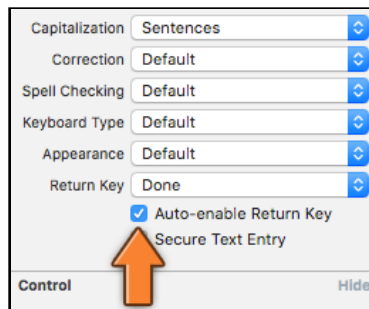 Capitalization Sentences
Correction Default
Spell Checking Default
Keyboard Type Default
Appearance Default
Return Key Done
Auto-enable Return Key
Secure Text Entry
Control Hide